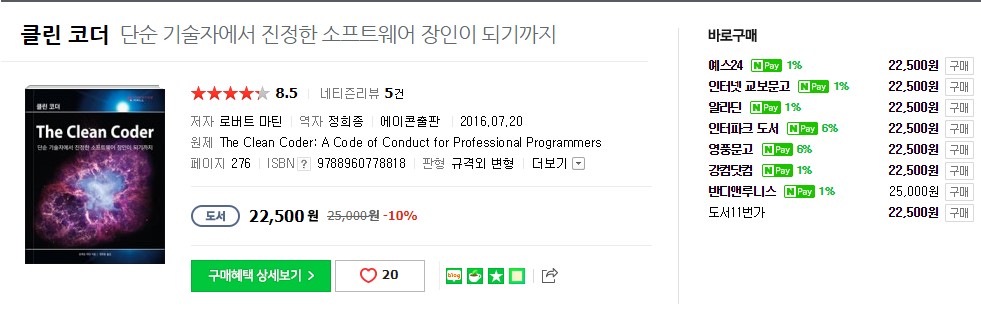 클린 코더 단순 기술자에서 진정한 소프트웨어 장인이 되기까지
클린 코더
The Clean Coder
단순 기술자에서 진정한 소프트웨어 장인이 되기까지
8.5 네티즌리뷰 5건
저자 로버트 마틴 역자 정희종 에이콘출판 2016.07.20
원제 The Clean Coder: A Code of Conduct for Professional Programmers
페이지 276 ISBN ? 9788960778818 판형 규격외 변형 더보기
도서 22,500원 25,000원 -10%
구매혜택 상세보기 > 20
blog
바로구매
예스24 N Pay 1% 22,500원 구매
인터넷 교보문고 N Pay 1% 22,500원 구매
알라딘 N Pay 1% 22,500원 구매
인터파크 도서 N Pay 6% 22,500원 구매
영풍문고 N Pay 6% 22,500원 구매
강컴닷컴 N Pay 1% 22,500원 구매
반디앤루니스 N Pay 1% 25,000원 구매
도서11번가 22,500원 구매